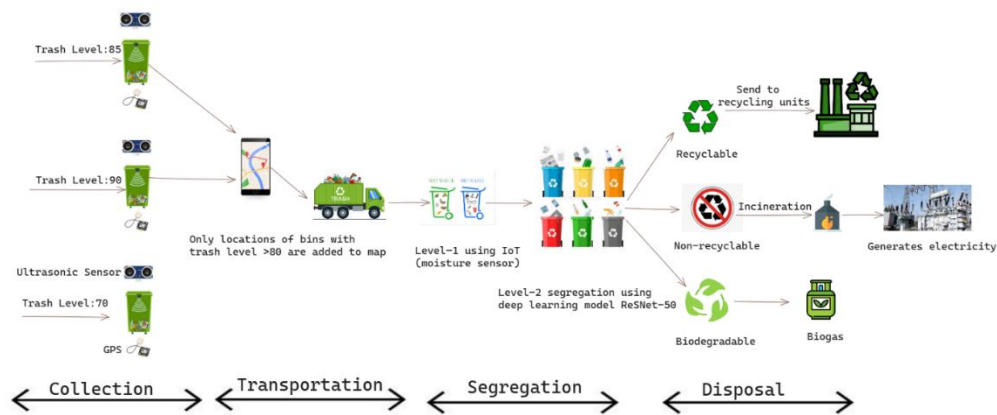 Trash Level:85
Trash Level:90
Ultrasonic Sensor
Trash Level:70
GPS
Only locations of bins with
trash level >80 are added to map
TRASH
Level-1 using IoT
(moisture sensor)
Level-2 segregation using
deep learning model ReSNet-50
Send to
recycling units
Recyclable
Incineration
Non-recyclable
Generates electricity
Biodegradable
Biogas
Collection
Transportation
Segregation
Disposal